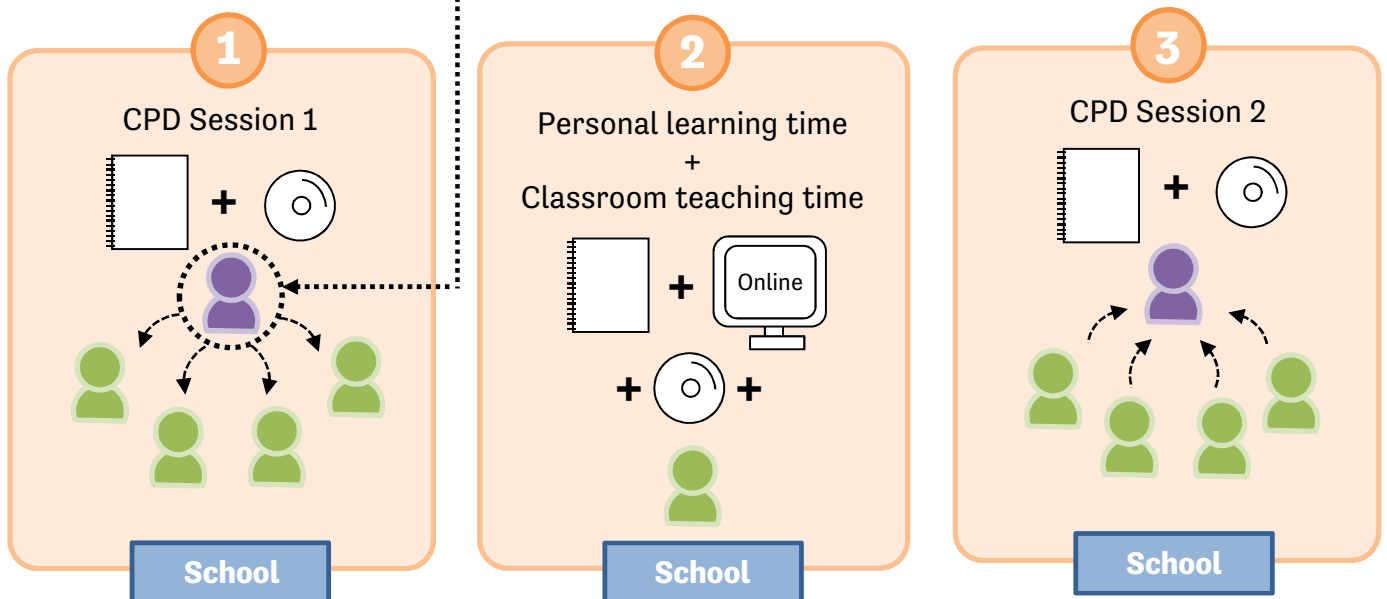 1
CPD Session 1
+
School
2
Personal learning time
+
Classroom teaching time
+
Online
+ +
School
3
CPD Session 2
+
School